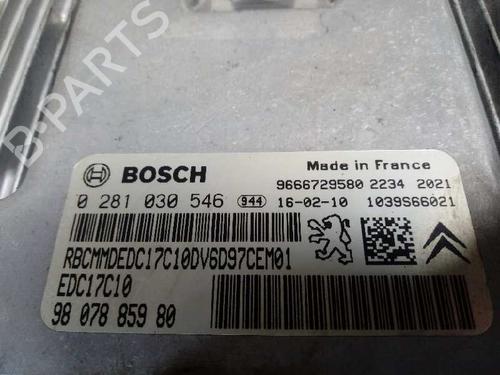 B-PARTS
BOSCH
Made in France
0 281 030 546 944
9666729580 2234 2021
16-02-10 1039S66021
RBCMMDEDC17C10DV6D97CEM01
EDC17C10
98 078 859 80